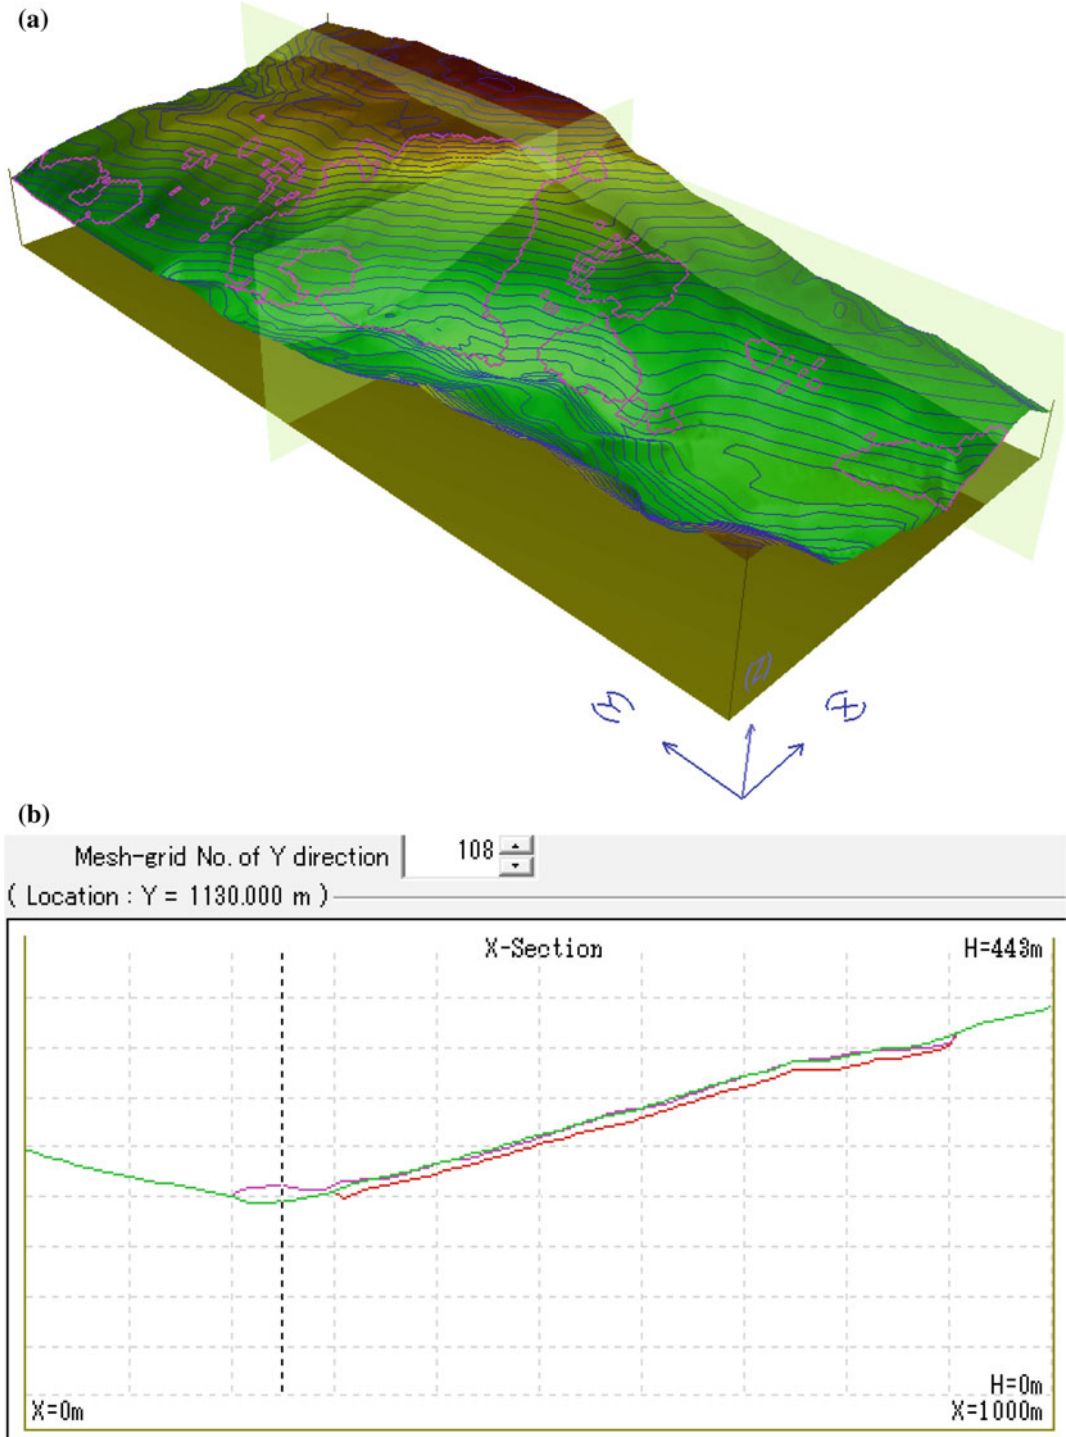 (a)
(Z)
(Y)
(X)
(b)
Mesh-grid No. of Y direction 108
( Location : Y = 1130.000 m )
X-Section H=443m
H=0m
X=0m X=1000m